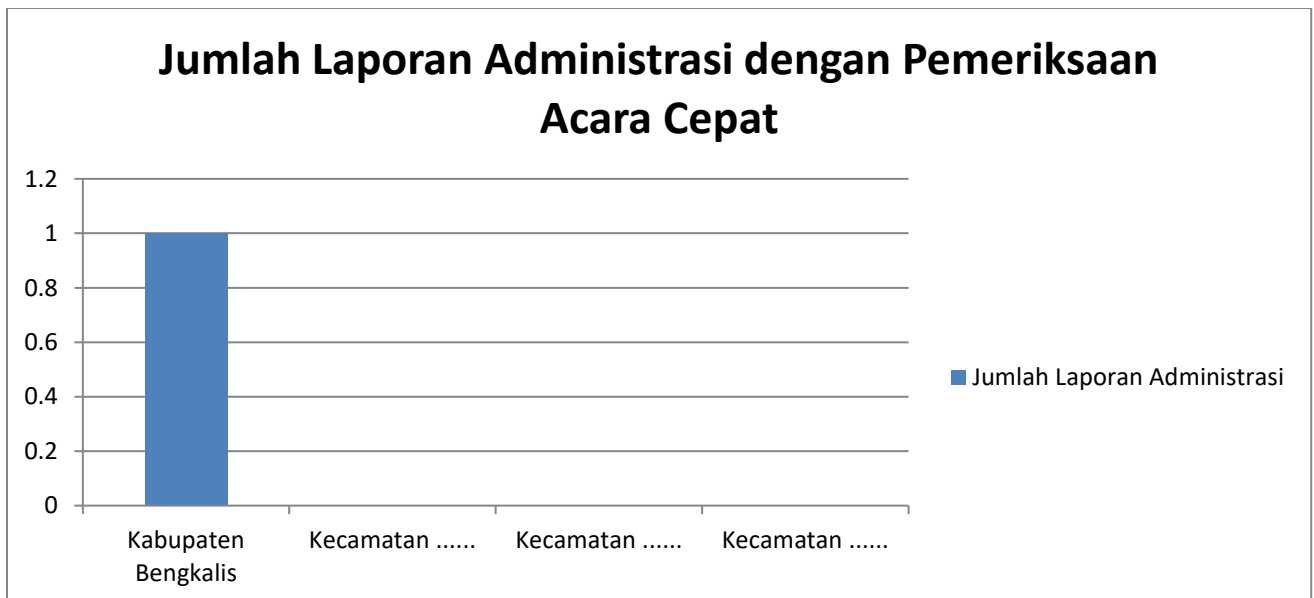 Jumlah Laporan Administrasi dengan Pemeriksaan
Acara Cepat
1.2
1
0.8
0.6
0.4
0.2
0
Kabupaten
Bengkalis
Kecamatan ......
Kecamatan ......
Kecamatan ......
Jumlah Laporan Administrasi